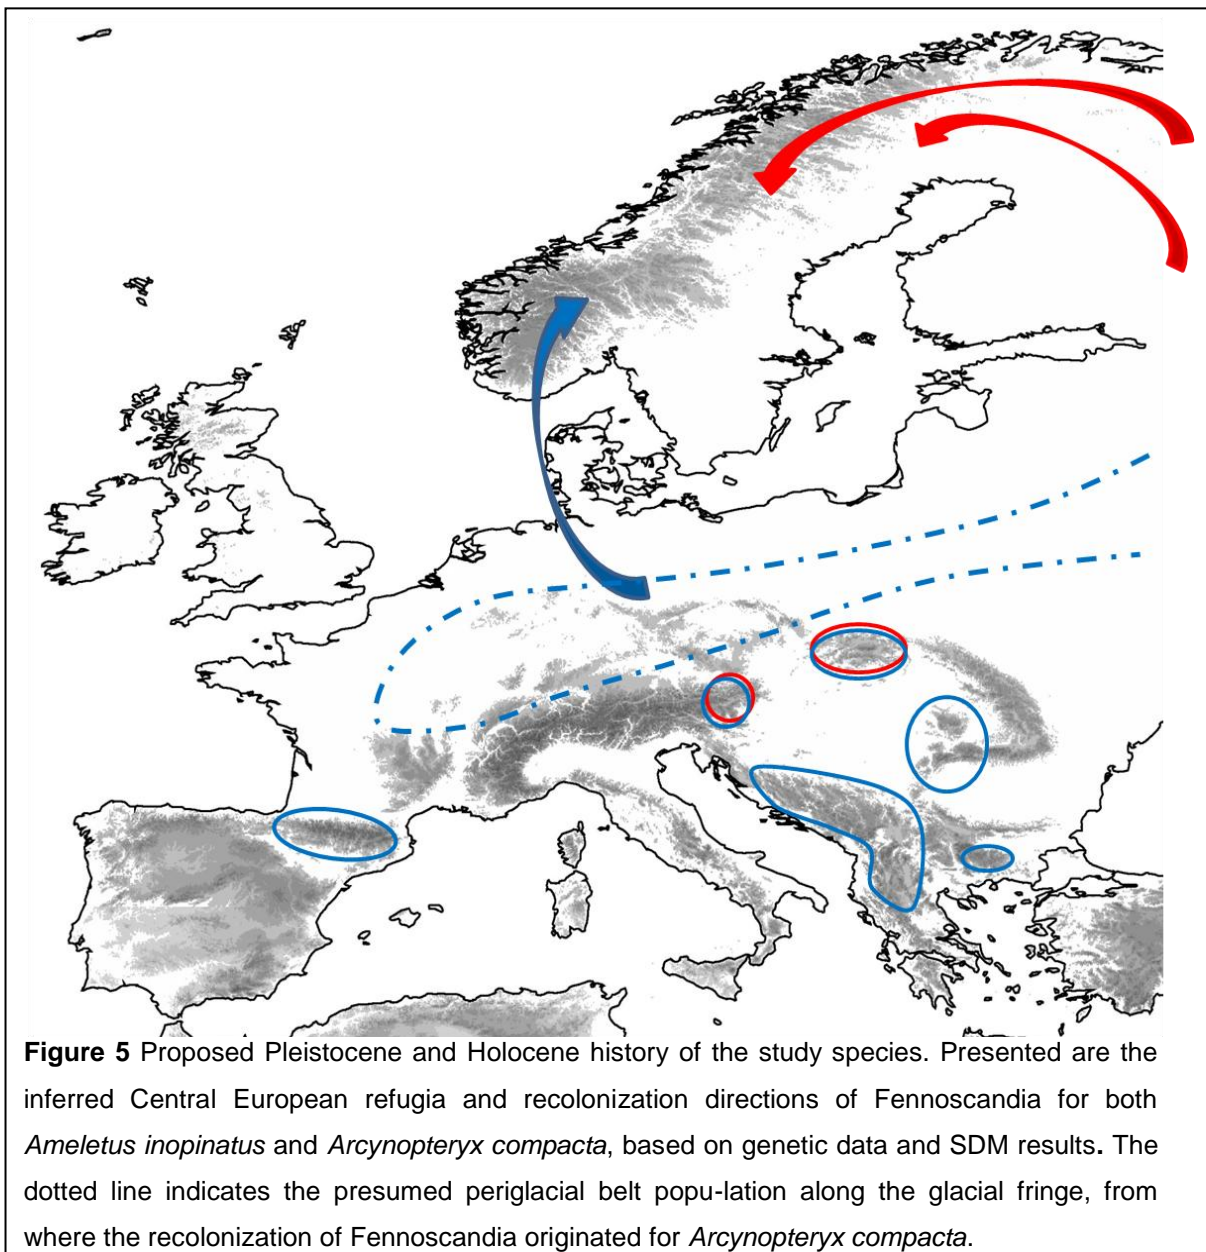 Figure 5 Proposed Pleistocene and Holocene history of the study species. Presented are the
inferred Central European refugia and recolonization directions of Fennoscandia for both
Ameletus inopinatus and Arcynopteryx compacta, based on genetic data and SDM results. The
dotted line indicates the presumed periglacial belt popu-lation along the glacial fringe, from
where the recolonization of Fennoscandia originated for Arcynopteryx compacta.